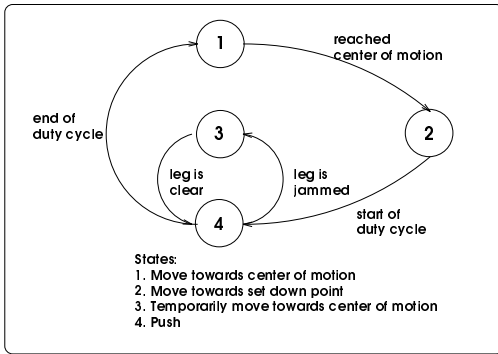 1
reached
center of motion
end of
duty cycle
3
2
leg is
clear
leg is
jammed
4
start of
duty cycle
States:
1. Move towards center of motion
2. Move towards set down point
3. Temporarily move towards center of motion
4. Push